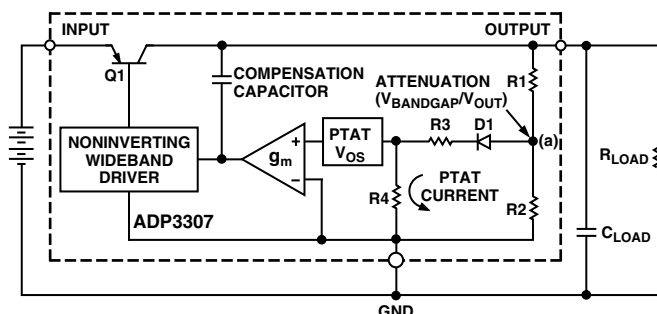 INPUT
OUTPUT
Q1
COMPENSATION
CAPACITOR
ATTENUATION
(VBANDGAP/VOUT)
R1
R3
D1
(a)
NONINVERTING
WIDEBAND
DRIVER
gm
+
−
PTAT
VOS
R4
PTAT
CURRENT
R2
RLOAD
CLOAD
ADP3307
GND